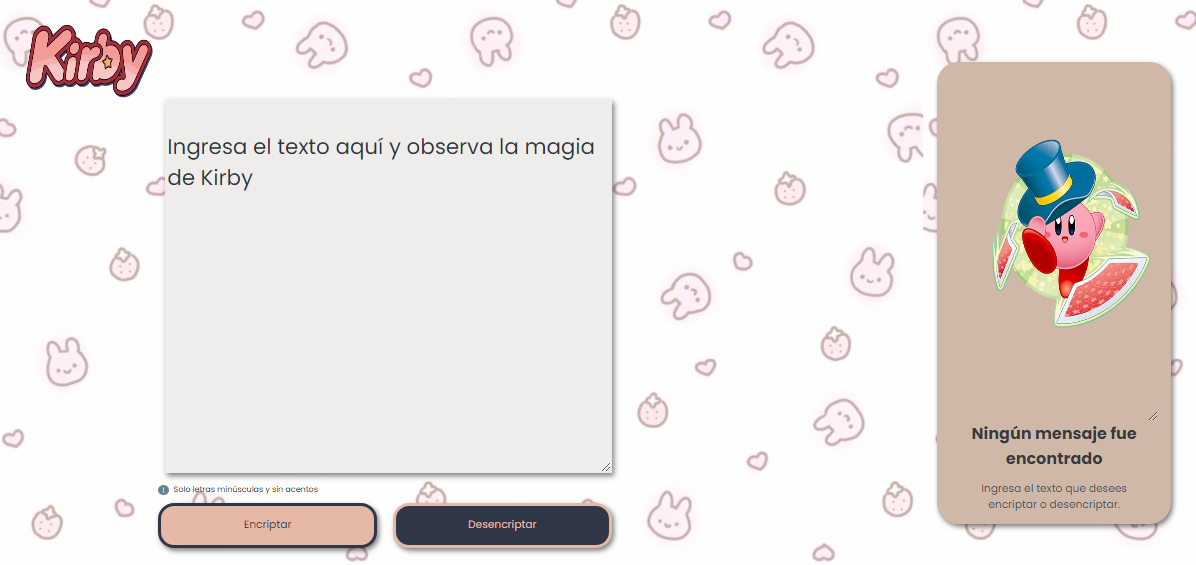 Kirby
Ingresa el texto aquí y observa la magia
de Kirby
Solo letras minúsculas y sin acentos
Encriptar
Desencriptar
Ningún mensaje fue
encontrado
Ingresa el texto que desees
encriptar o desencriptar.